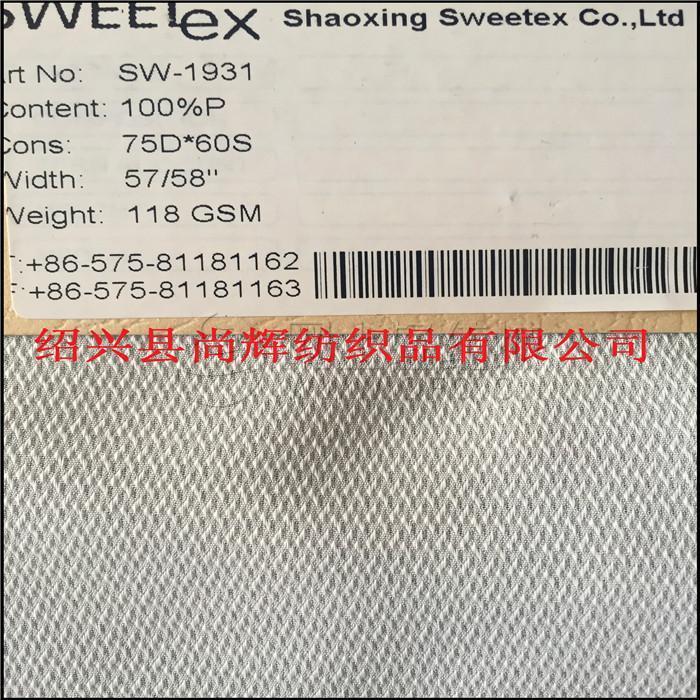 SWEETex Shaoxing Sweetex Co.,Ltd
rt No: SW-1931
Content: 100%P
Cons: 75D*60S
Width: 57/58"
Weight: 118 GSM
:+86-575-81181162
:+86-575-81181163
绍兴县尚辉纺织品有限公司